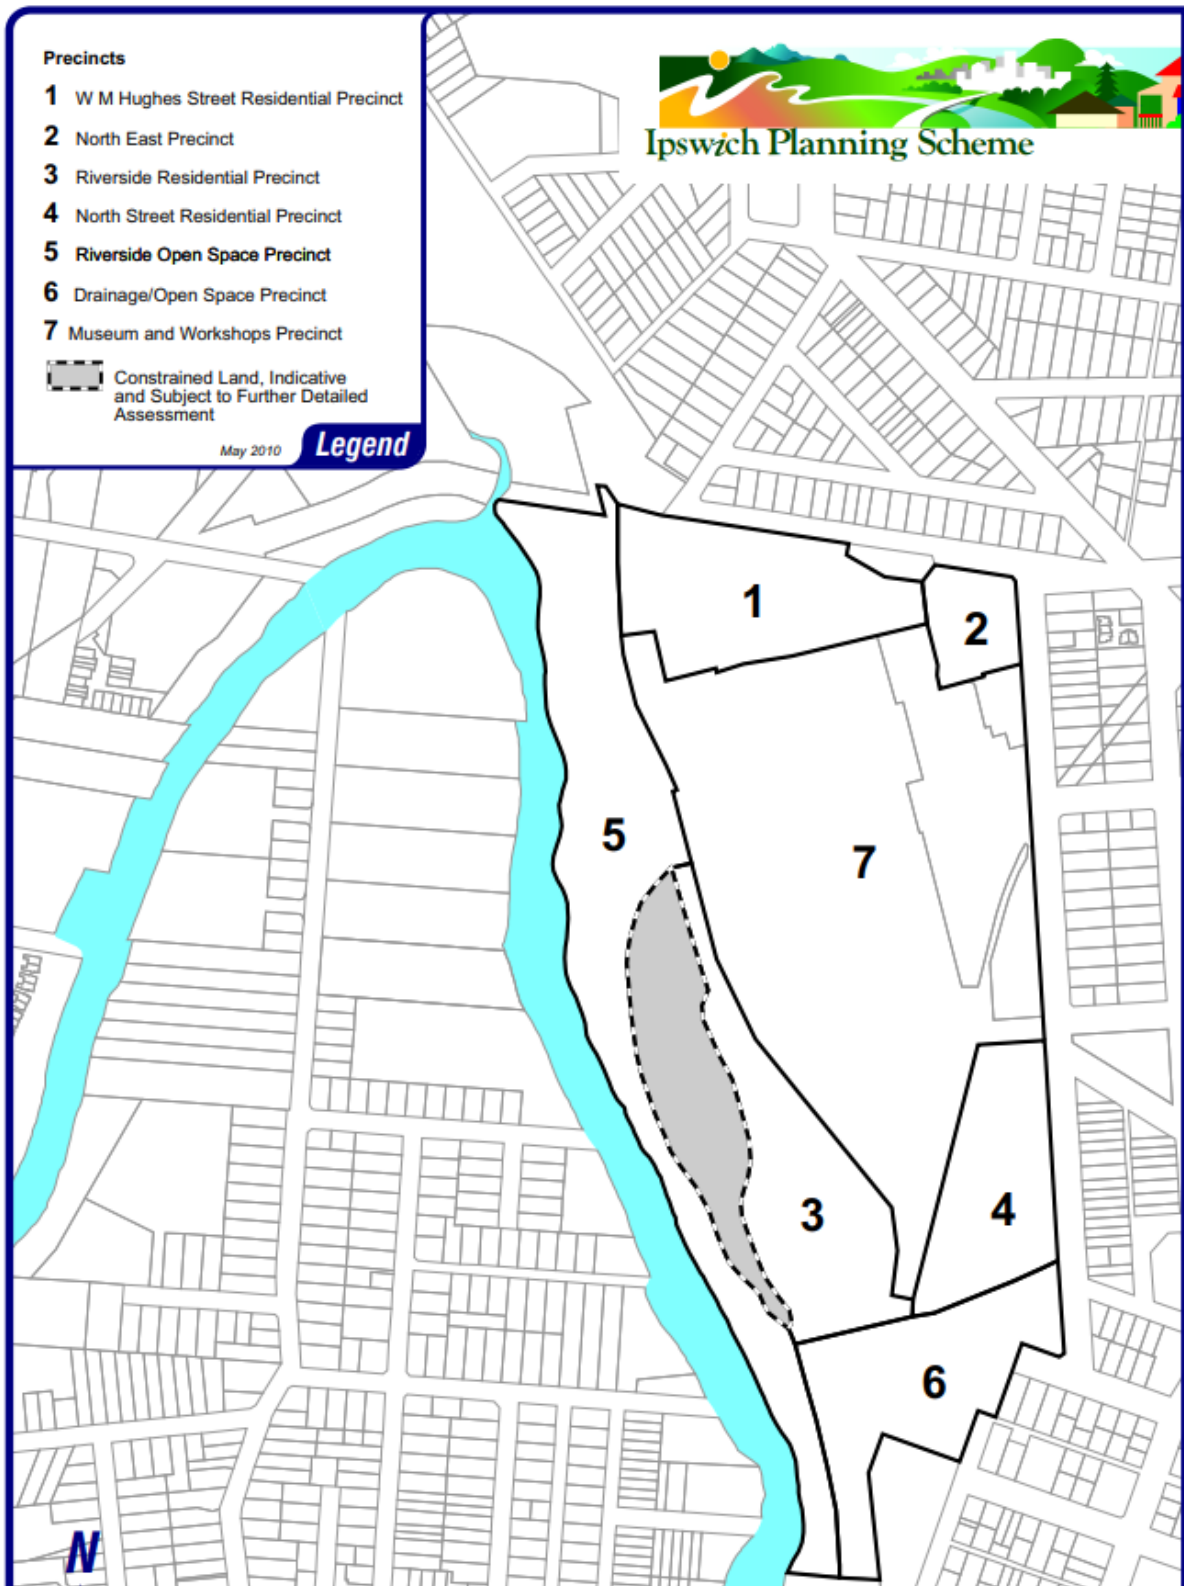 Precincts
1 W M Hughes Street Residential Precinct
2 North East Precinct
3 Riverside Residential Precinct
4 North Street Residential Precinct
5 Riverside Open Space Precinct
6 Drainage/Open Space Precinct
7 Museum and Workshops Precinct
Constrained Land, Indicative
and Subject to Further Detailed
Assessment
May 2010
Legend
Ipswich Planning Scheme
1
2
5
7
3
4
6
N